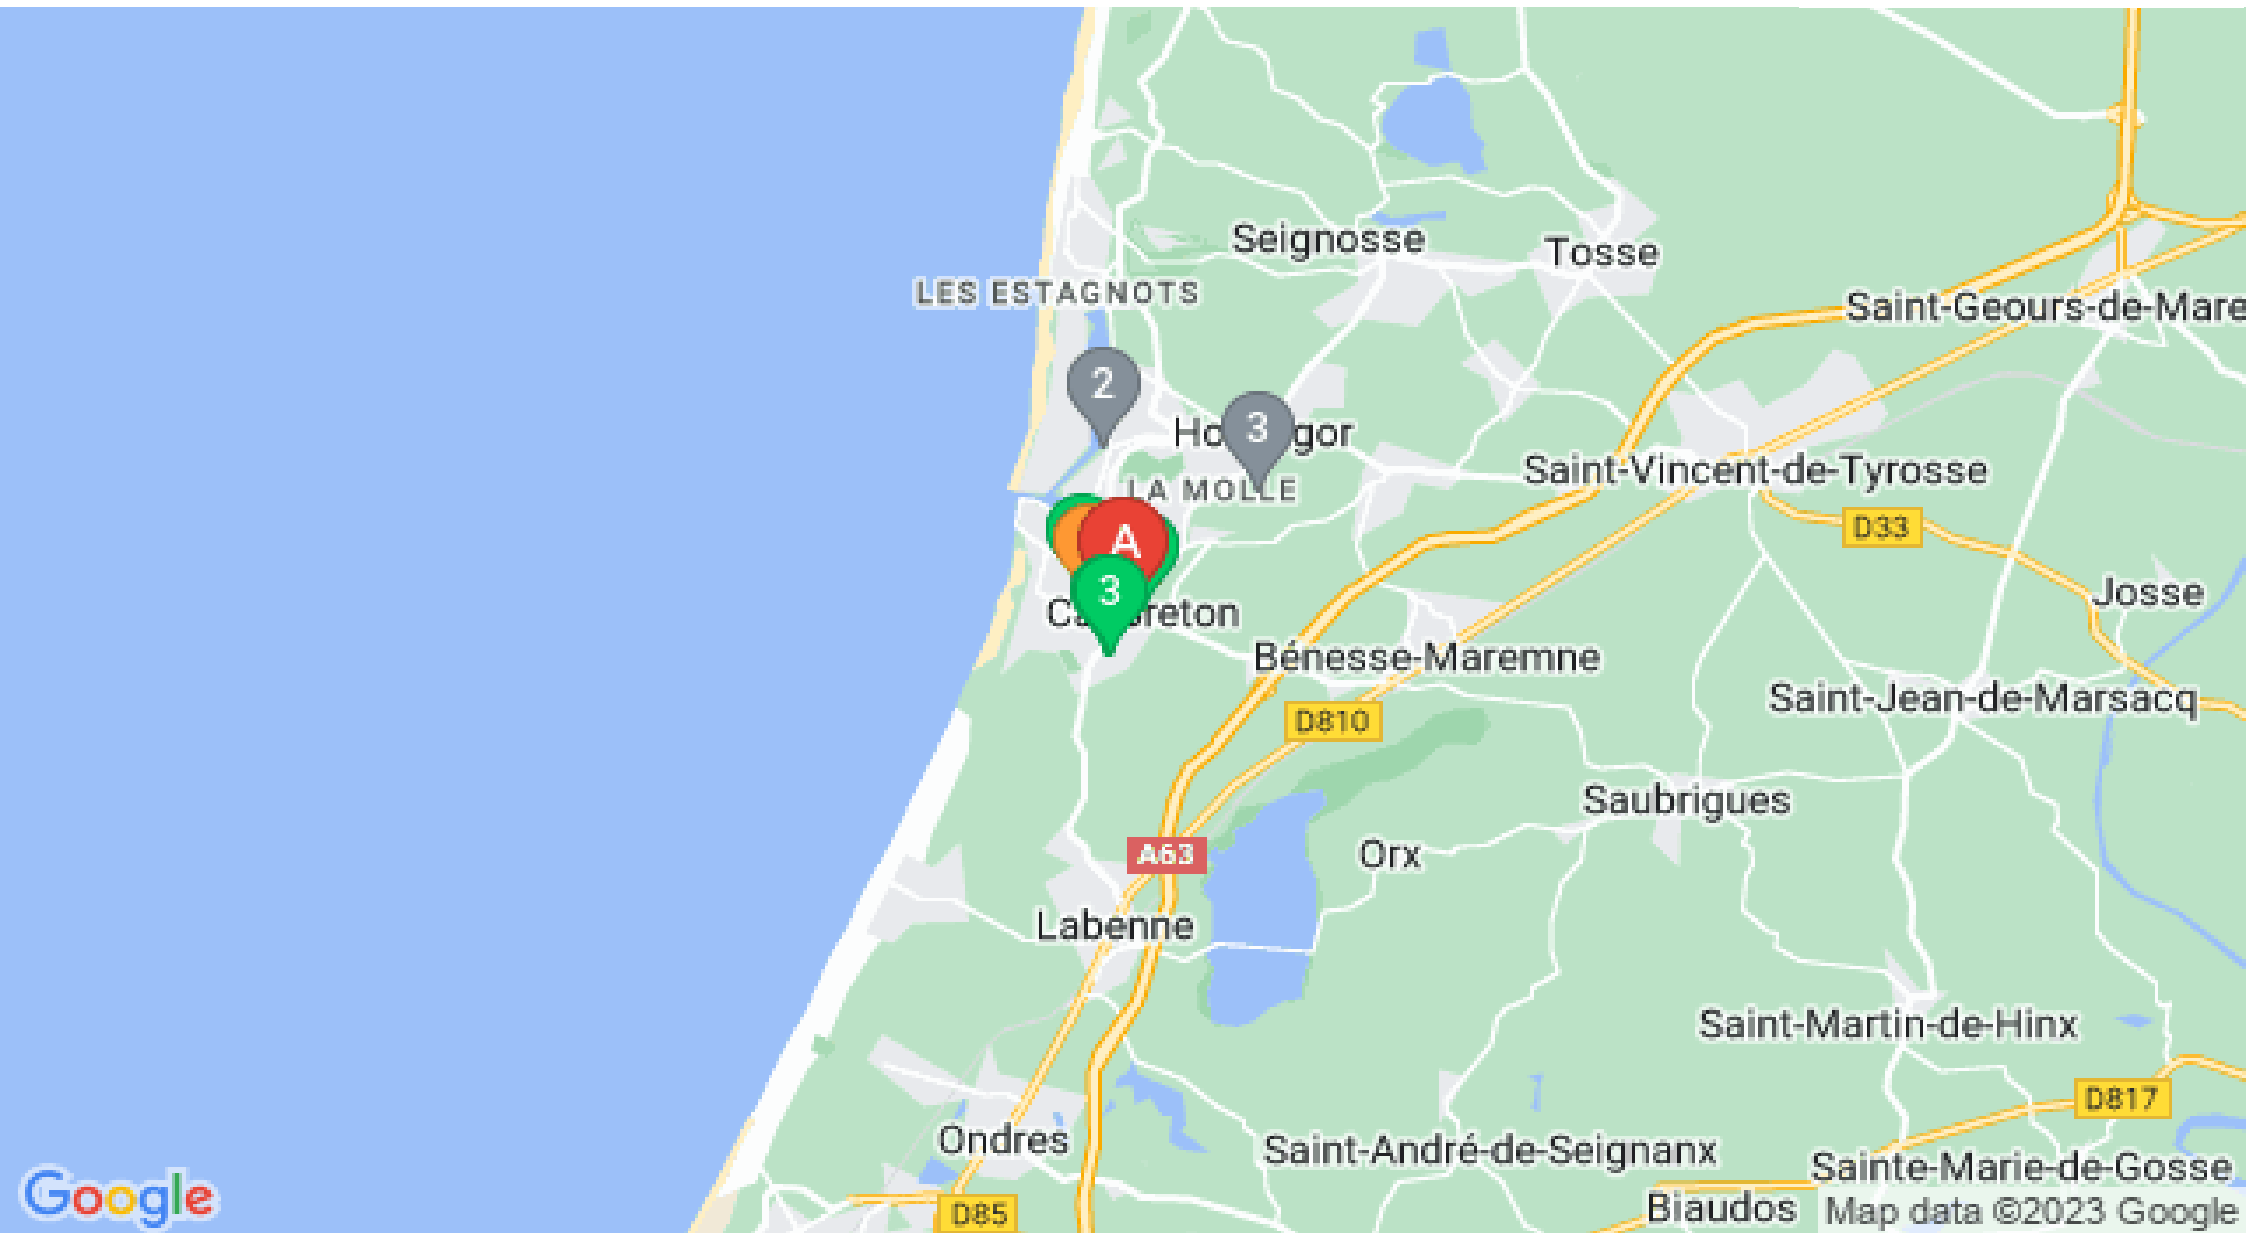 Seignosse
Tosse
LES ESTAGNOTS
Saint-Geours-de-Mare
2
3
Ho gor
LA MOLLE
Saint-Vincent-de-Tyrosse
D33
A
3
Ca reton
Josse
Bénesse-Maremne
Saint-Jean-de-Marsacq
D810
Saubrigues
A63
Orx
Labenne
Saint-Martin-de-Hinx
D817
Ondres
Saint-André-de-Seignanx
Sainte-Marie-de-Gosse
Google
D85
Biaudos
Map data ©2023 Google